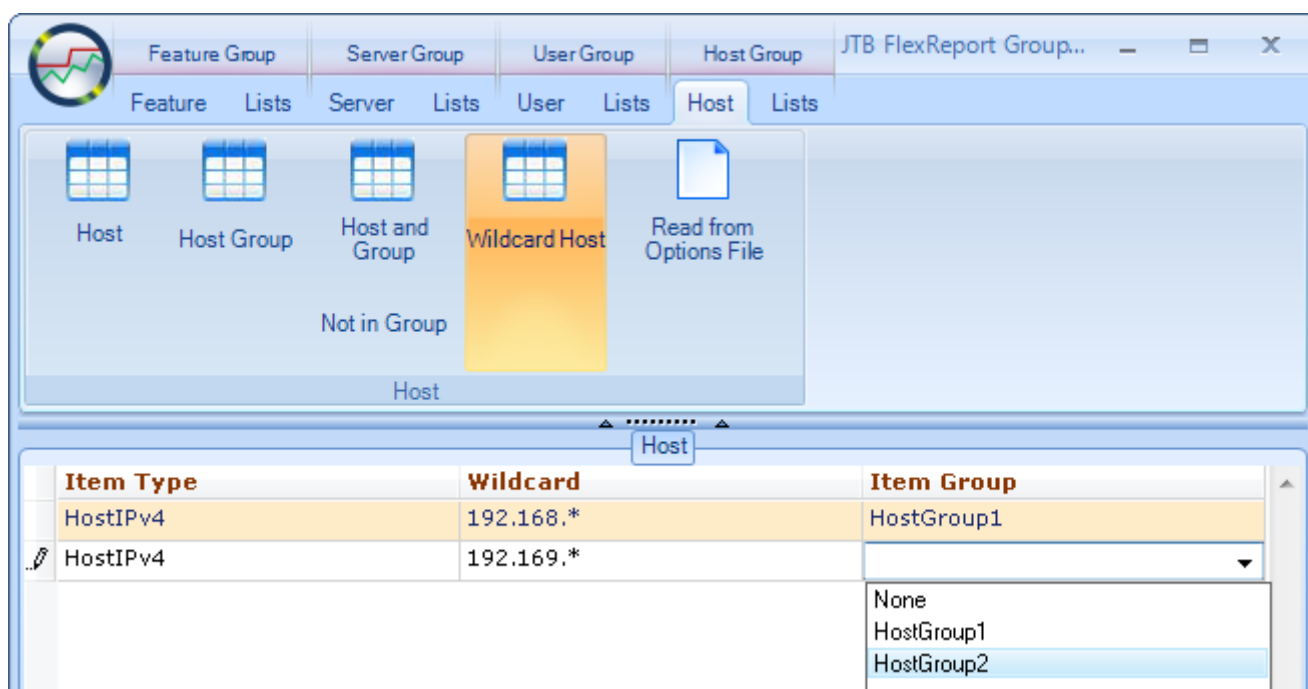 Feature Group Server Group User Group Host Group JTB FlexReport Group...
Feature Lists Server Lists User Lists Host Lists
Host
Host Group
Host and
Group
Wildcard Host
Read from
Options File
Not in Group
Host
Host
Item Type Wildcard Item Group
HostIPv4 192.168.* HostGroup1
HostIPv4 192.169.*
None
HostGroup1
HostGroup2